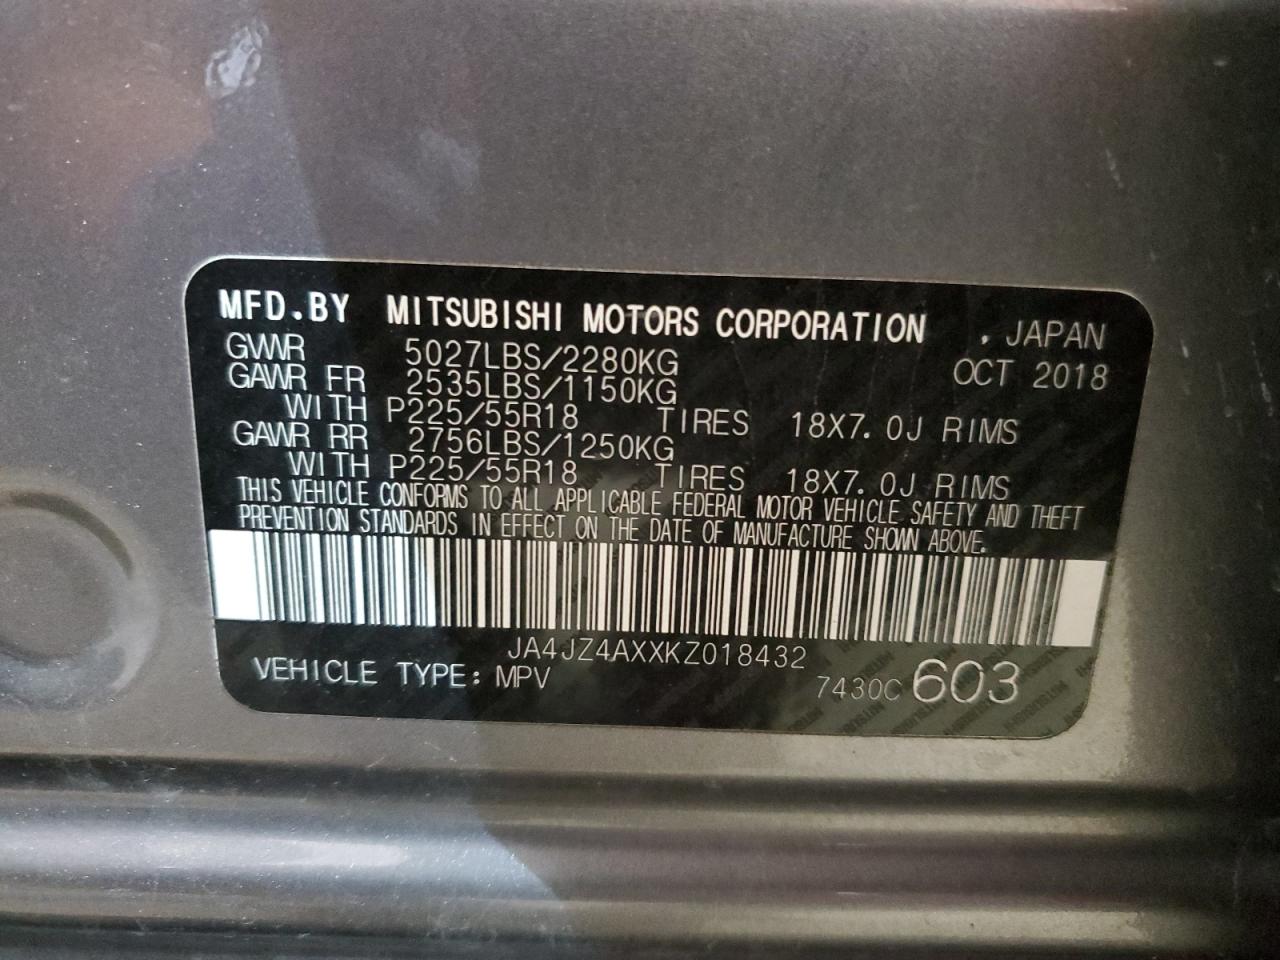 MFD.BY MITSUBISHI MOTORS CORPORATION , JAPAN
GVWR 5027LBS/2280KG OCT 2018
GAWR FR 2535LBS/1150KG
WITH P225/55R18 TIRES 18X7.0J RIMS
GAWR RR 2756LBS/1250KG
WITH P225/55R18 TIRES 18X7.0J RIMS
THIS VEHICLE CONFORMS TO ALL APPLICABLE FEDERAL MOTOR VEHICLE SAFETY AND THEFT
PREVENTION STANDARDS IN EFFECT ON THE DATE OF MANUFACTURE SHOWN ABOVE.
JA4JZ4AXXKZ018432
VEHICLE TYPE: MPV 7430C 603